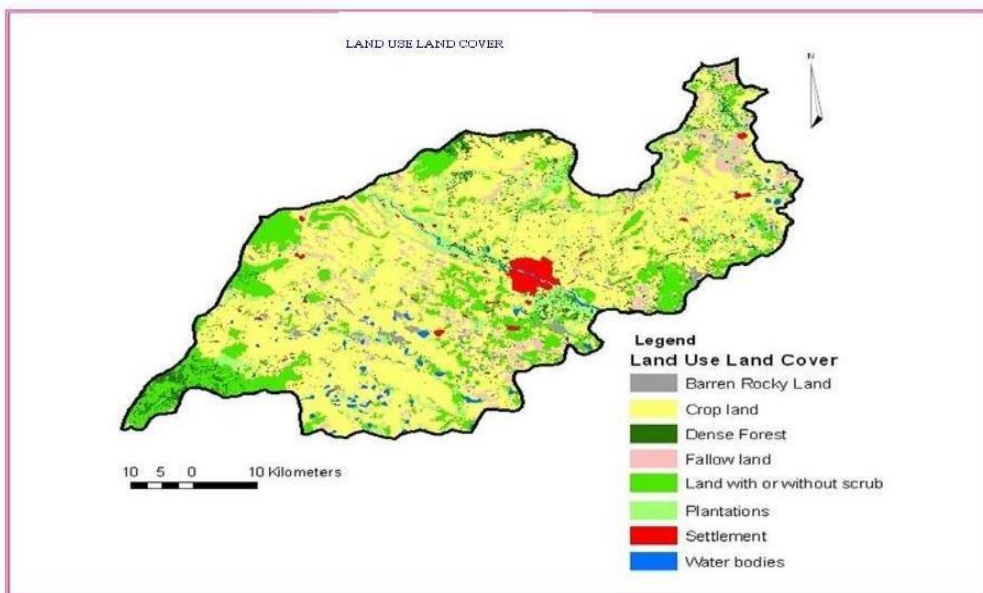 LAND USE LAND COVER
N
Legend
Land Use Land Cover
Barren Rocky Land
Crop land
Dense Forest
Fallow land
Land with or without scrub
Plantations
Settlement
Water bodies
10 5 0 10 Kilometers